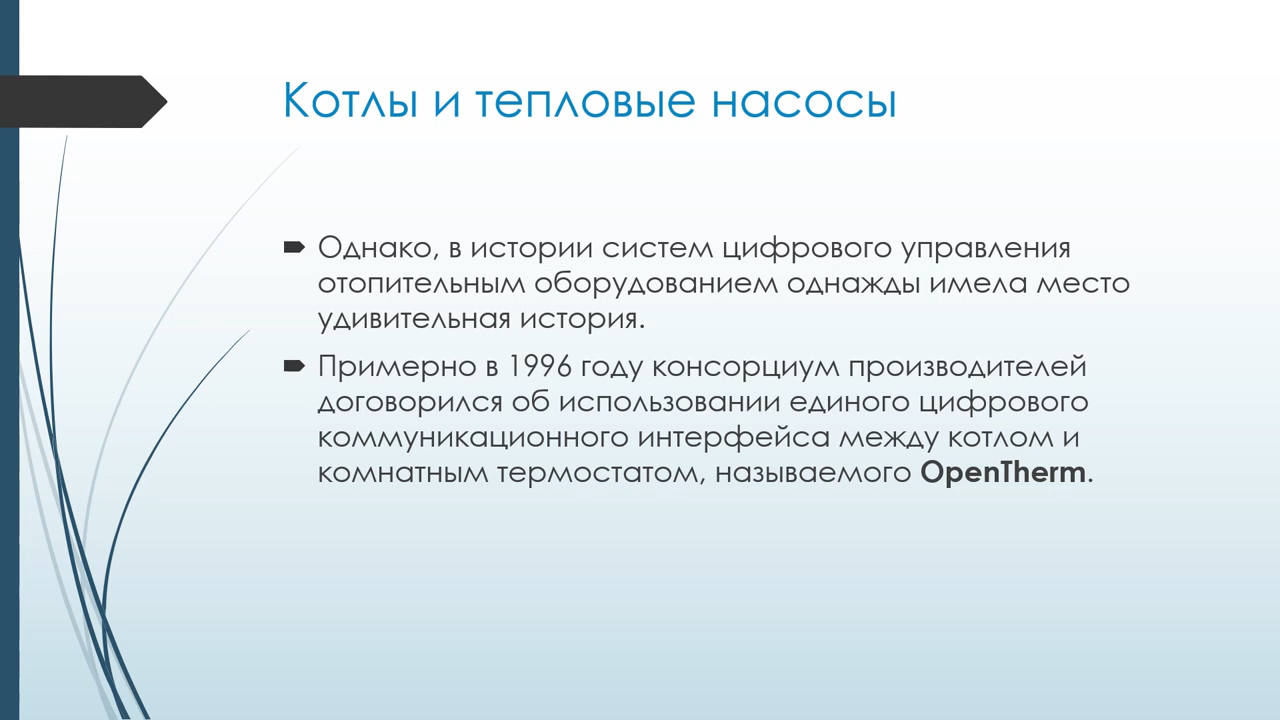 Котлы и тепловые насосы
Однако, в истории систем цифрового управления
отопительным оборудованием однажды имела место
удивительная история.
Примерно в 1996 году консорциум производителей
договорился об использовании единого цифрового
коммуникационного интерфейса между котлом и
комнатным термостатом, называемого OpenTherm.